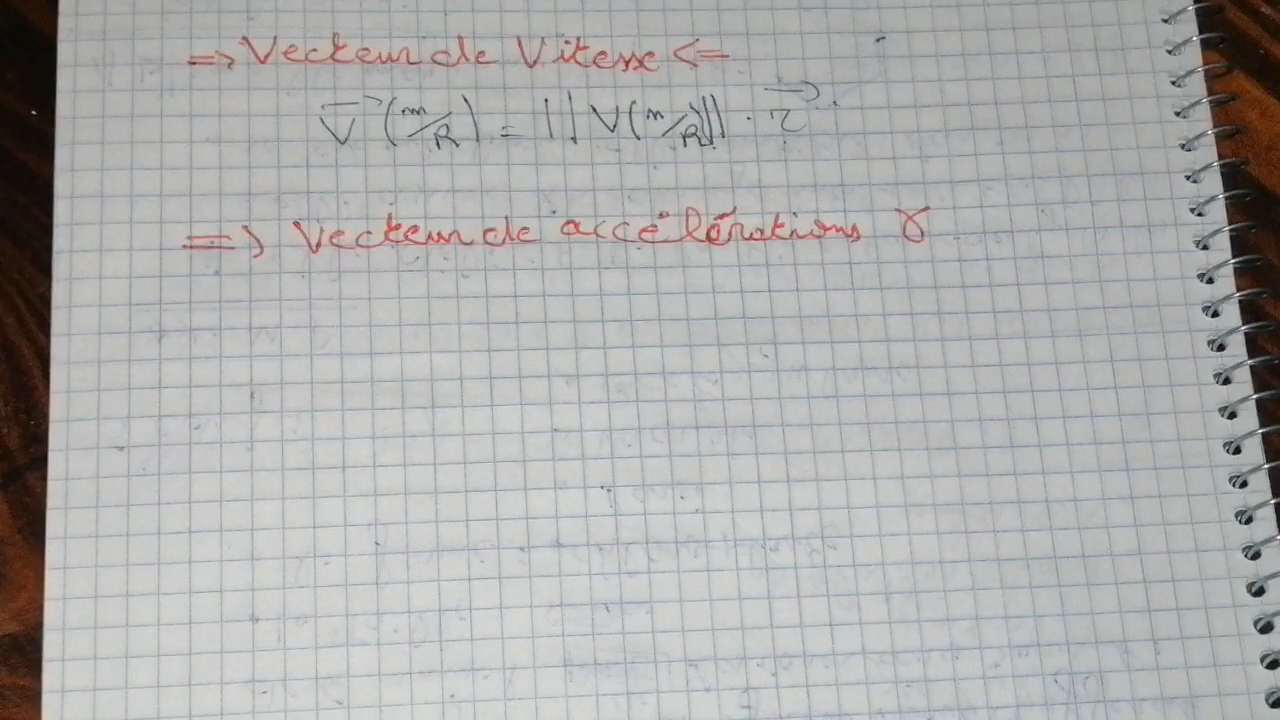 => Vecteur de Vitesse <=
V⃗ (m/R) = ||V(m/R)|| · τ⃗.
=> Vecteur de accélérations γ